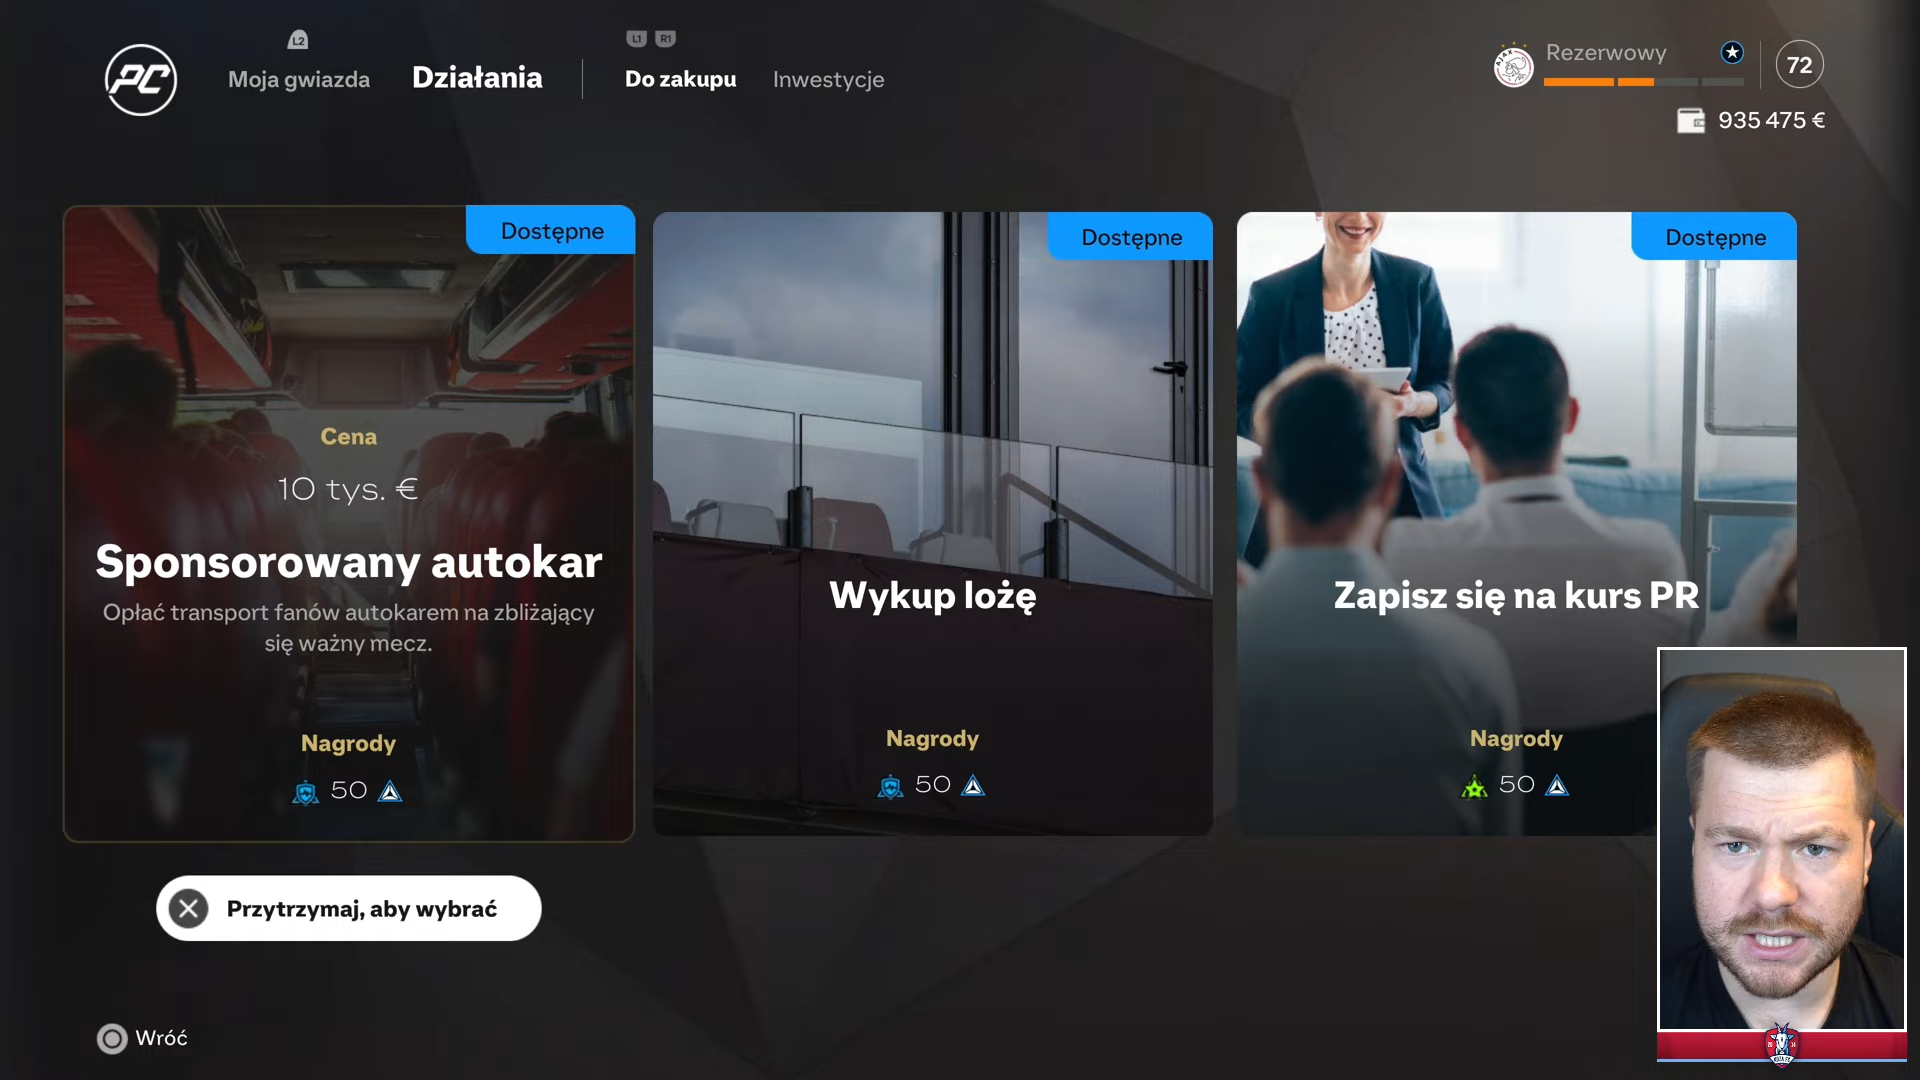 L2
L1 R1
PC
Moja gwiazda
Działania
Do zakupu
Inwestycje
AJAX
Rezerwowy
72
935 475 €
Dostępne
Cena
10 tys. €
Sponsorowany autokar
Opłać transport fanów autokarem na zbliżający
się ważny mecz.
Nagrody
50
Dostępne
Wykup lożę
Nagrody
50
Dostępne
Zapisz się na kurs PR
Nagrody
50
Przytrzymaj, aby wybrać
Wróć